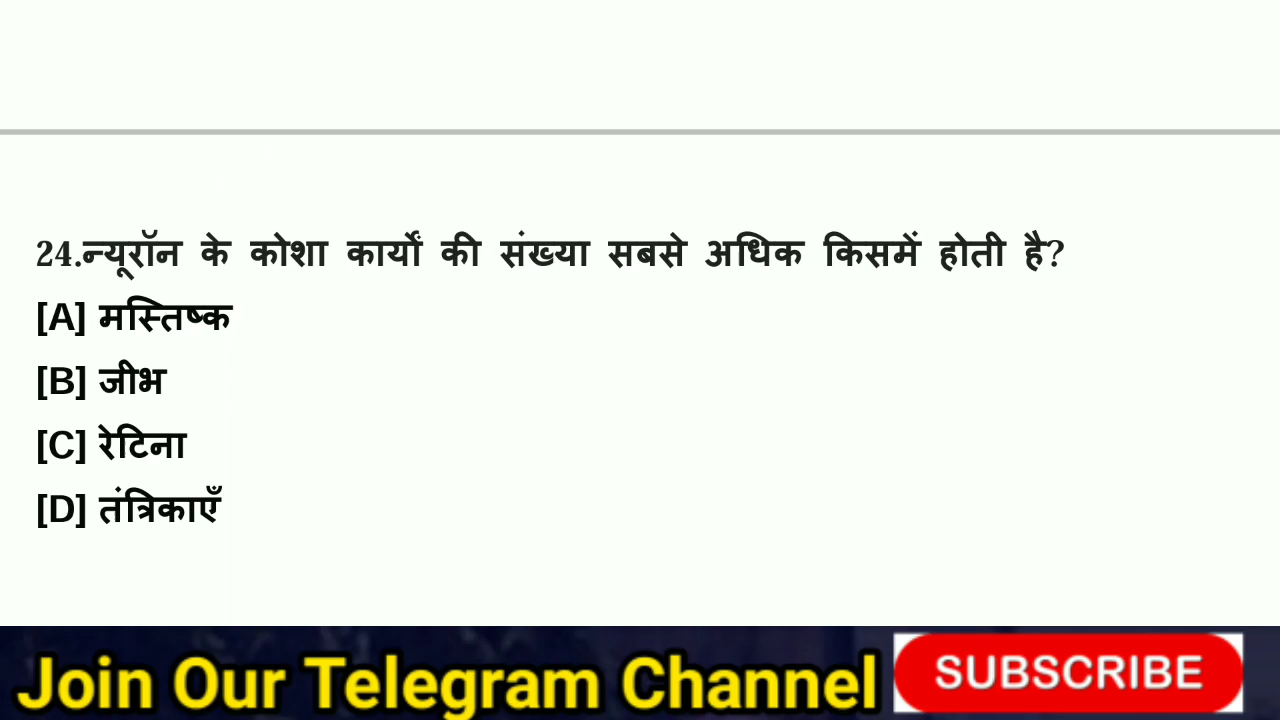 24.न्यूरॉन के कोशा कार्यों की संख्या सबसे अधिक किसमें होती है?
[A] मस्तिष्क
[B] जीभ
[C] रेटिना
[D] तंत्रिकाएँ
Join Our Telegram Channel SUBSCRIBE